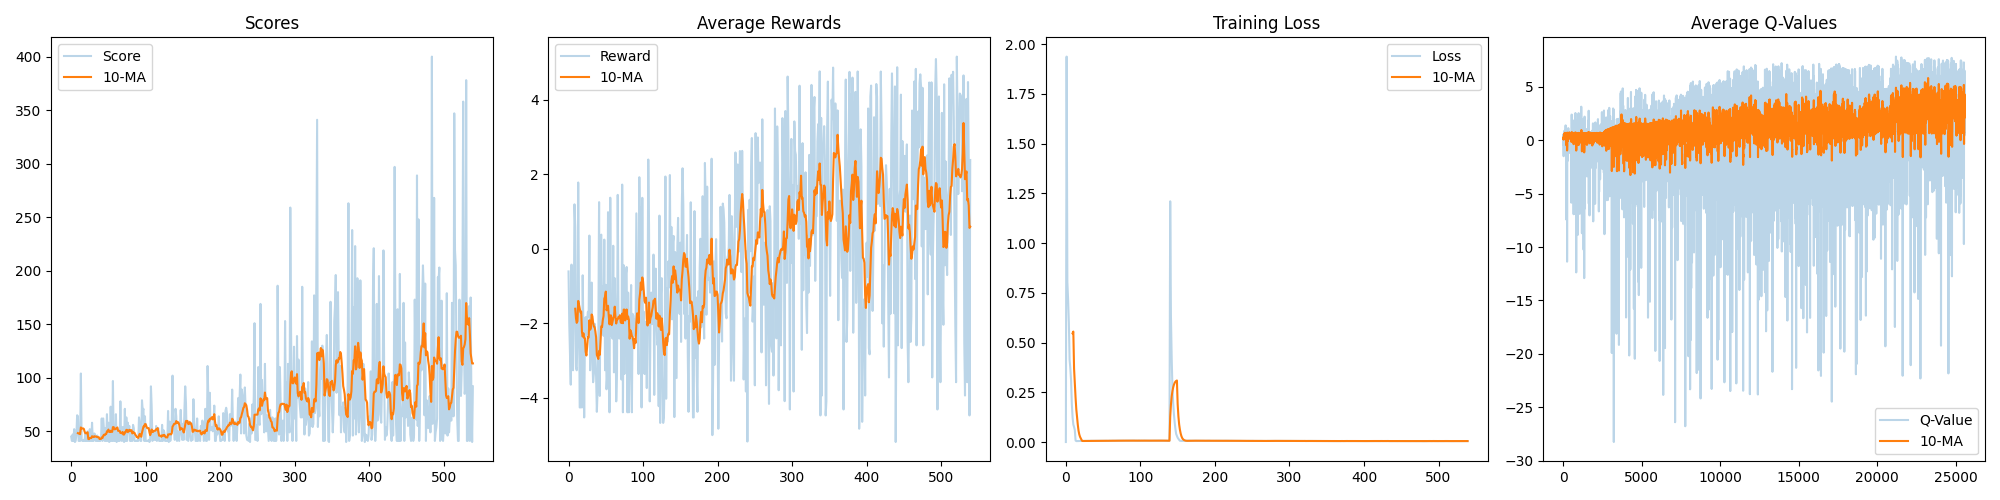 Scores
Score
10-MA
400
350
300
250
200
150
100
50
0 100 200 300 400 500
Average Rewards
Reward
10-MA
4
2
0
−2
−4
0 100 200 300 400 500
Training Loss
Loss
10-MA
2.00
1.75
1.50
1.25
1.00
0.75
0.50
0.25
0.00
0 100 200 300 400 500
Average Q-Values
5
0
−5
−10
−15
−20
−25
−30
Q-Value
10-MA
0 5000 10000 15000 20000 25000